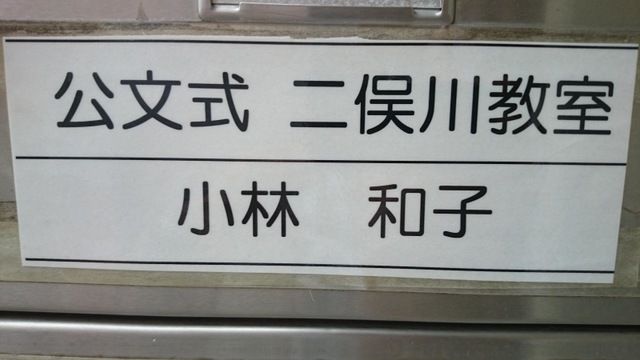 公文式 二俣川教室
小林 和子